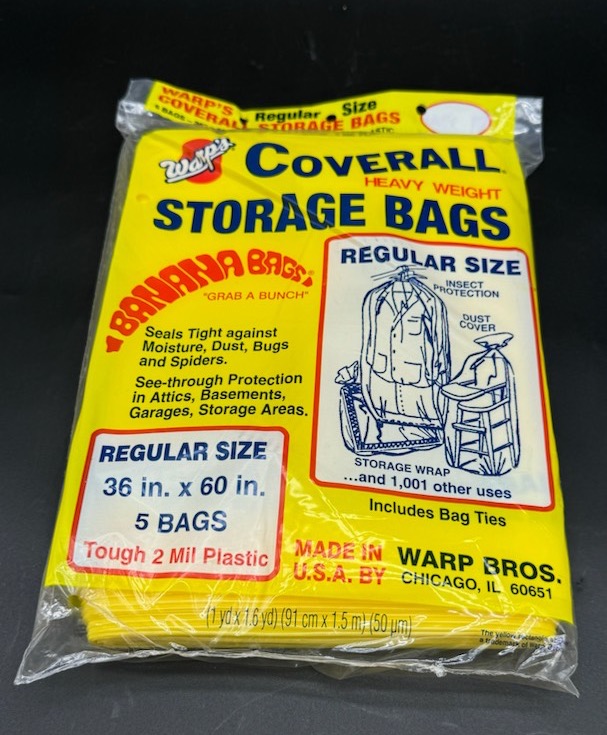 WARP'S Regular Size
COVERALL STORAGE BAGS
Warp's
COVERALL
HEAVY WEIGHT
STORAGE BAGS
BANANA BAGS®
"GRAB A BUNCH"
Seals Tight against
Moisture, Dust, Bugs
and Spiders.
See-through Protection
in Attics, Basements,
Garages, Storage Areas.
REGULAR SIZE
INSECT
PROTECTION
DUST
COVER
STORAGE WRAP
...and 1,001 other uses
Includes Bag Ties
REGULAR SIZE
36 in. x 60 in.
5 BAGS
Tough 2 Mil Plastic
MADE IN
U.S.A. BY
WARP BROS.
CHICAGO, IL 60651
(1 yd x 1.6 yd) (91 cm x 1.5 m) (50 µm)
The yellow
a trademark of